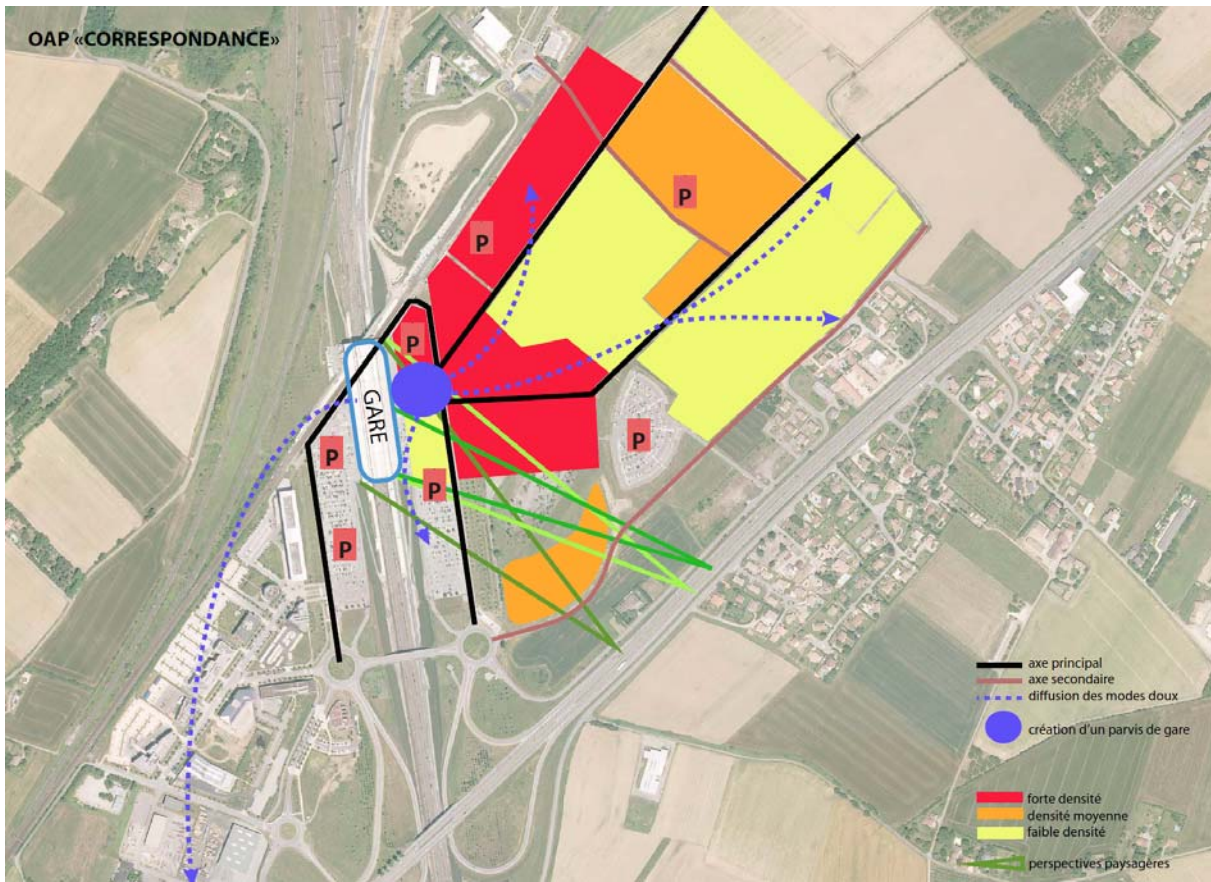 OAP «CORRESPONDANCE»
P
P
P
GARE
P
P
P
P
axe principal
axe secondaire
diffusion des modes doux
création d'un parvis de gare
forte densité
densité moyenne
faible densité
perspectives paysagères